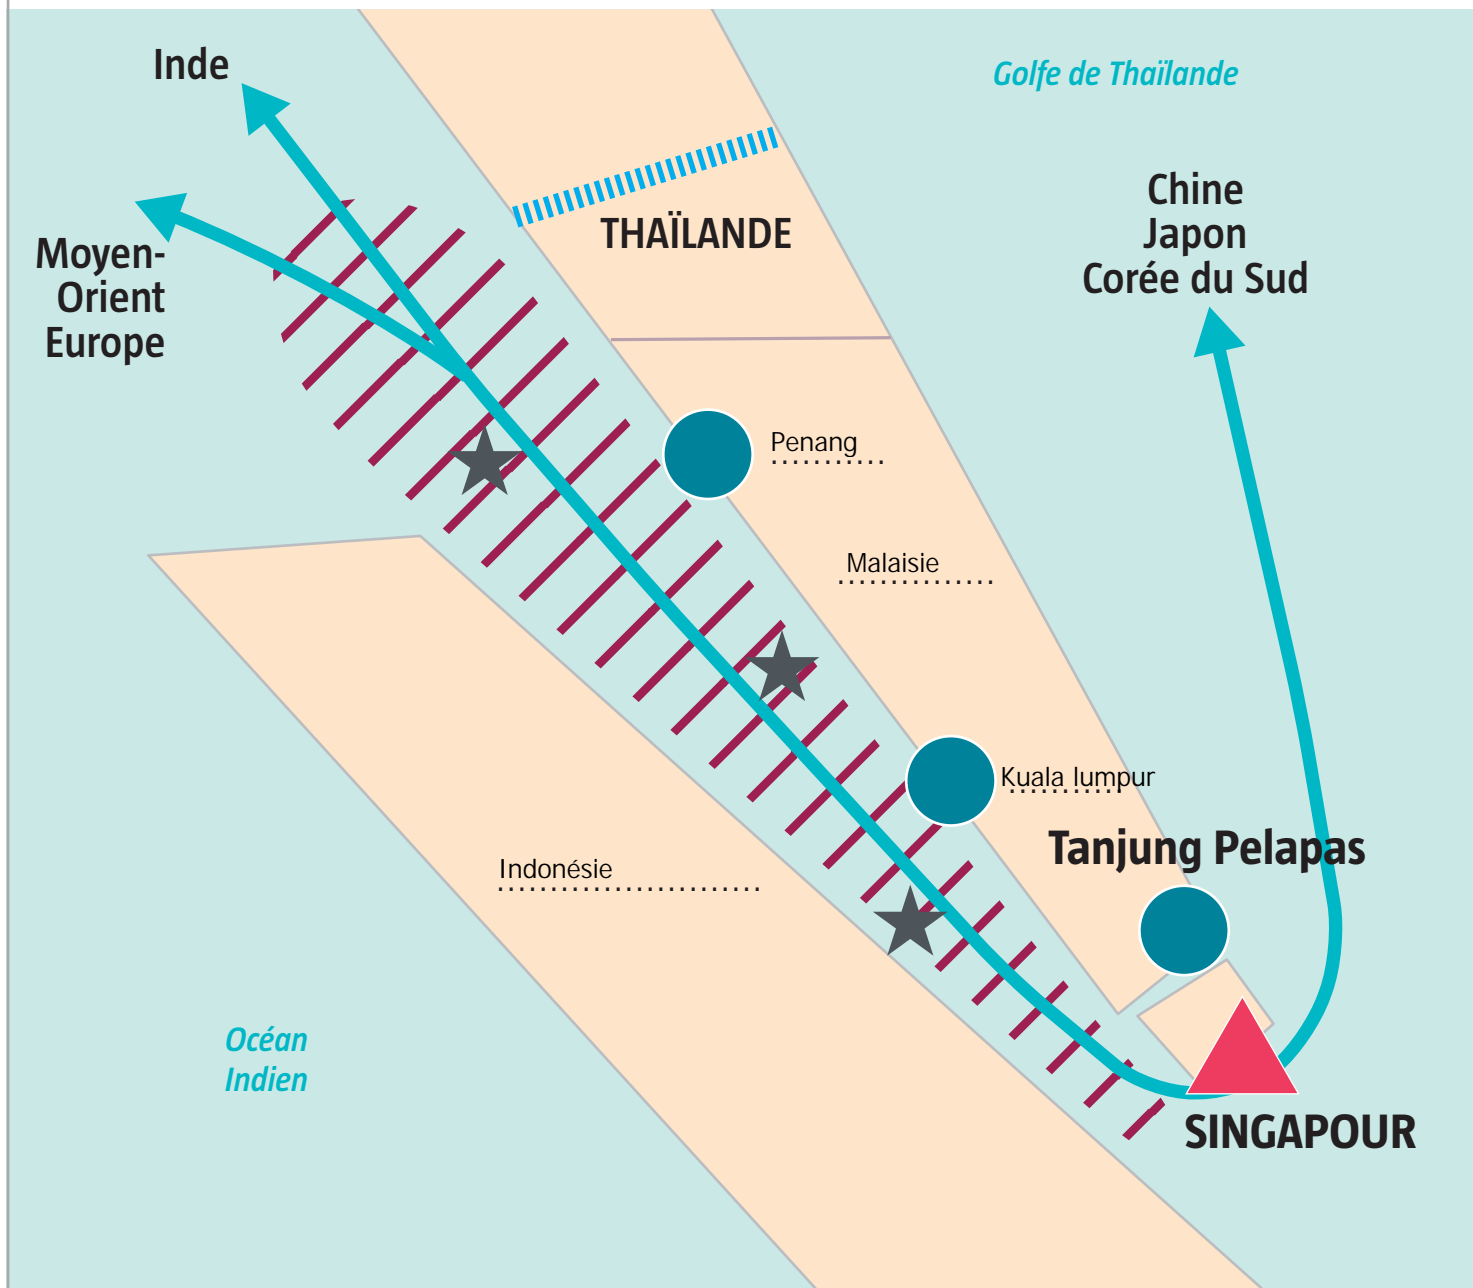 Inde
Golfe de Thaïlande
Chine
Japon
Corée du Sud
THAÏLANDE
Moyen-
Orient
Europe
Penang
Malaisie
Kuala lumpur
Tanjung Pelapas
Indonésie
Océan
Indien
SINGAPOUR